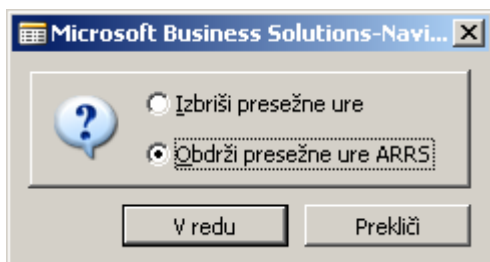 Microsoft Business Solutions-Navi...
Izbriši presežne ure
Obdrži presežne ure ARRS
V redu
Prekliči